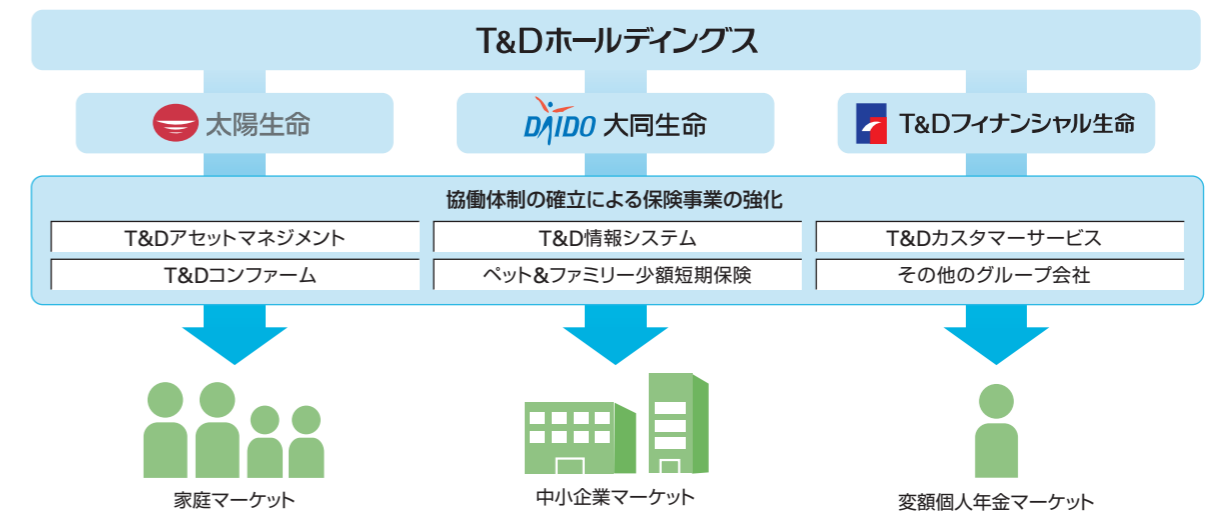 T&Dホールディングス
太陽生命
DAIDO 大同生命
T&Dフィナンシャル生命
協働体制の確立による保険事業の強化
T&Dアセットマネジメント
T&D情報システム
T&Dカスタマーサービス
T&Dコンファーム
ペット&ファミリー少額短期保険
その他のグループ会社
家庭マーケット
中小企業マーケット
変額個人年金マーケット